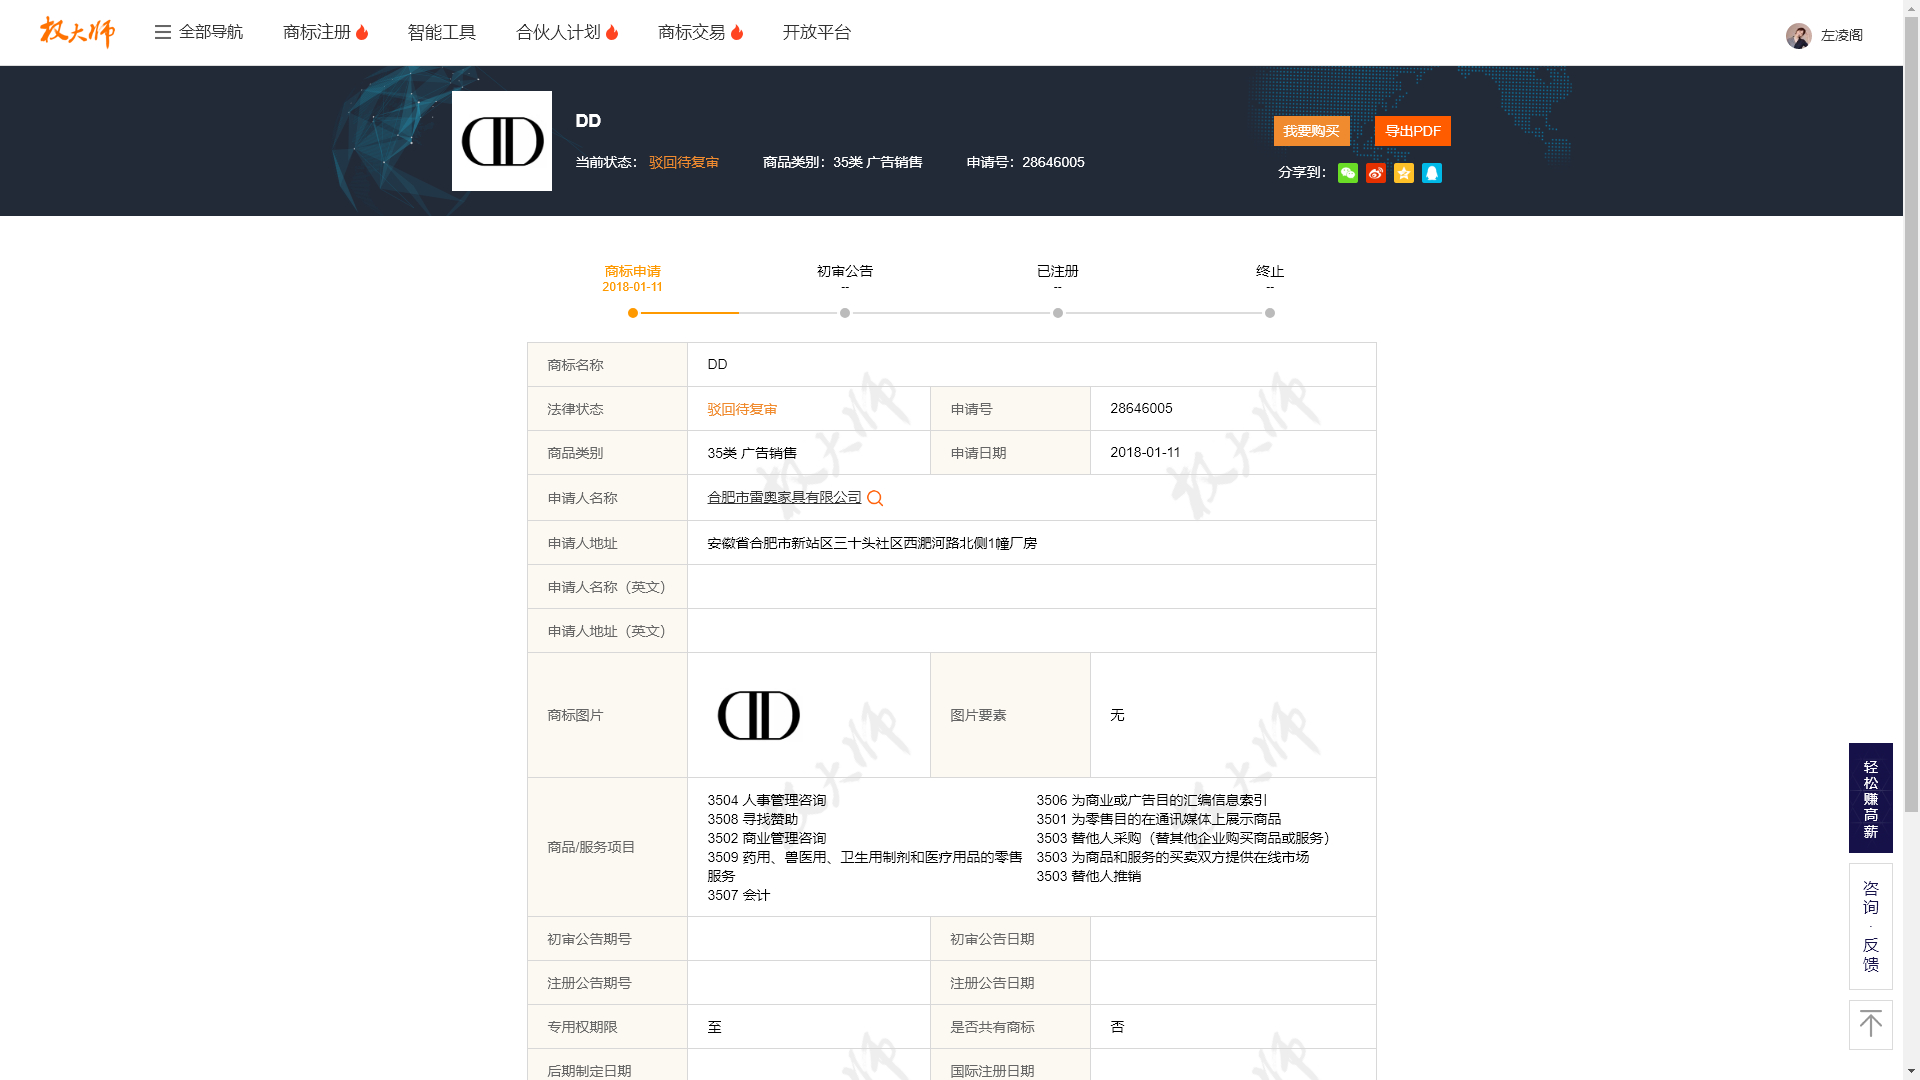 权大师
全部导航 商标注册 智能工具 合伙人计划 商标交易 开放平台 左凌阁
DD
DD
当前状态： 驳回待复审 商品类别：35类 广告销售 申请号：28646005
我要购买 导出PDF
分享到：
商标申请 初审公告 已注册 终止
2018-01-11 -- -- --
商标名称 DD
法律状态 驳回待复审 申请号 28646005
商品类别 35类 广告销售 申请日期 2018-01-11
申请人名称 合肥市雷奥家具有限公司
申请人地址 安徽省合肥市新站区三十头社区西淝河路北侧1幢厂房
申请人名称（英文）
申请人地址（英文）
商标图片 DD 图片要素 无
商品/服务项目
3504 人事管理咨询
3508 寻找赞助
3502 商业管理咨询
3509 药用、兽医用、卫生用制剂和医疗用品的零售
服务
3507 会计
3506 为商业或广告目的汇编信息索引
3501 为零售目的在通讯媒体上展示商品
3503 替他人采购（替其他企业购买商品或服务）
3503 为商品和服务的买卖双方提供在线市场
3503 替他人推销
初审公告期号 初审公告日期
注册公告期号 注册公告日期
专用权期限 至 是否共有商标 否
后期制定日期 国际注册日期
权大师
权大师
权大师
权大师
轻松赚高薪
咨询·反馈